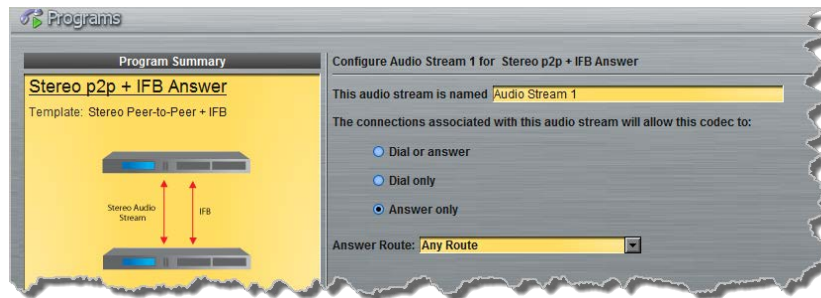 Programs
Program Summary
Stereo p2p + IFB Answer
Template: Stereo Peer-to-Peer + IFB
Stereo Audio
Stream
IFB
Configure Audio Stream 1 for Stereo p2p + IFB Answer
This audio stream is named Audio Stream 1
The connections associated with this audio stream will allow this codec to:
Dial or answer
Dial only
Answer only
Answer Route: Any Route